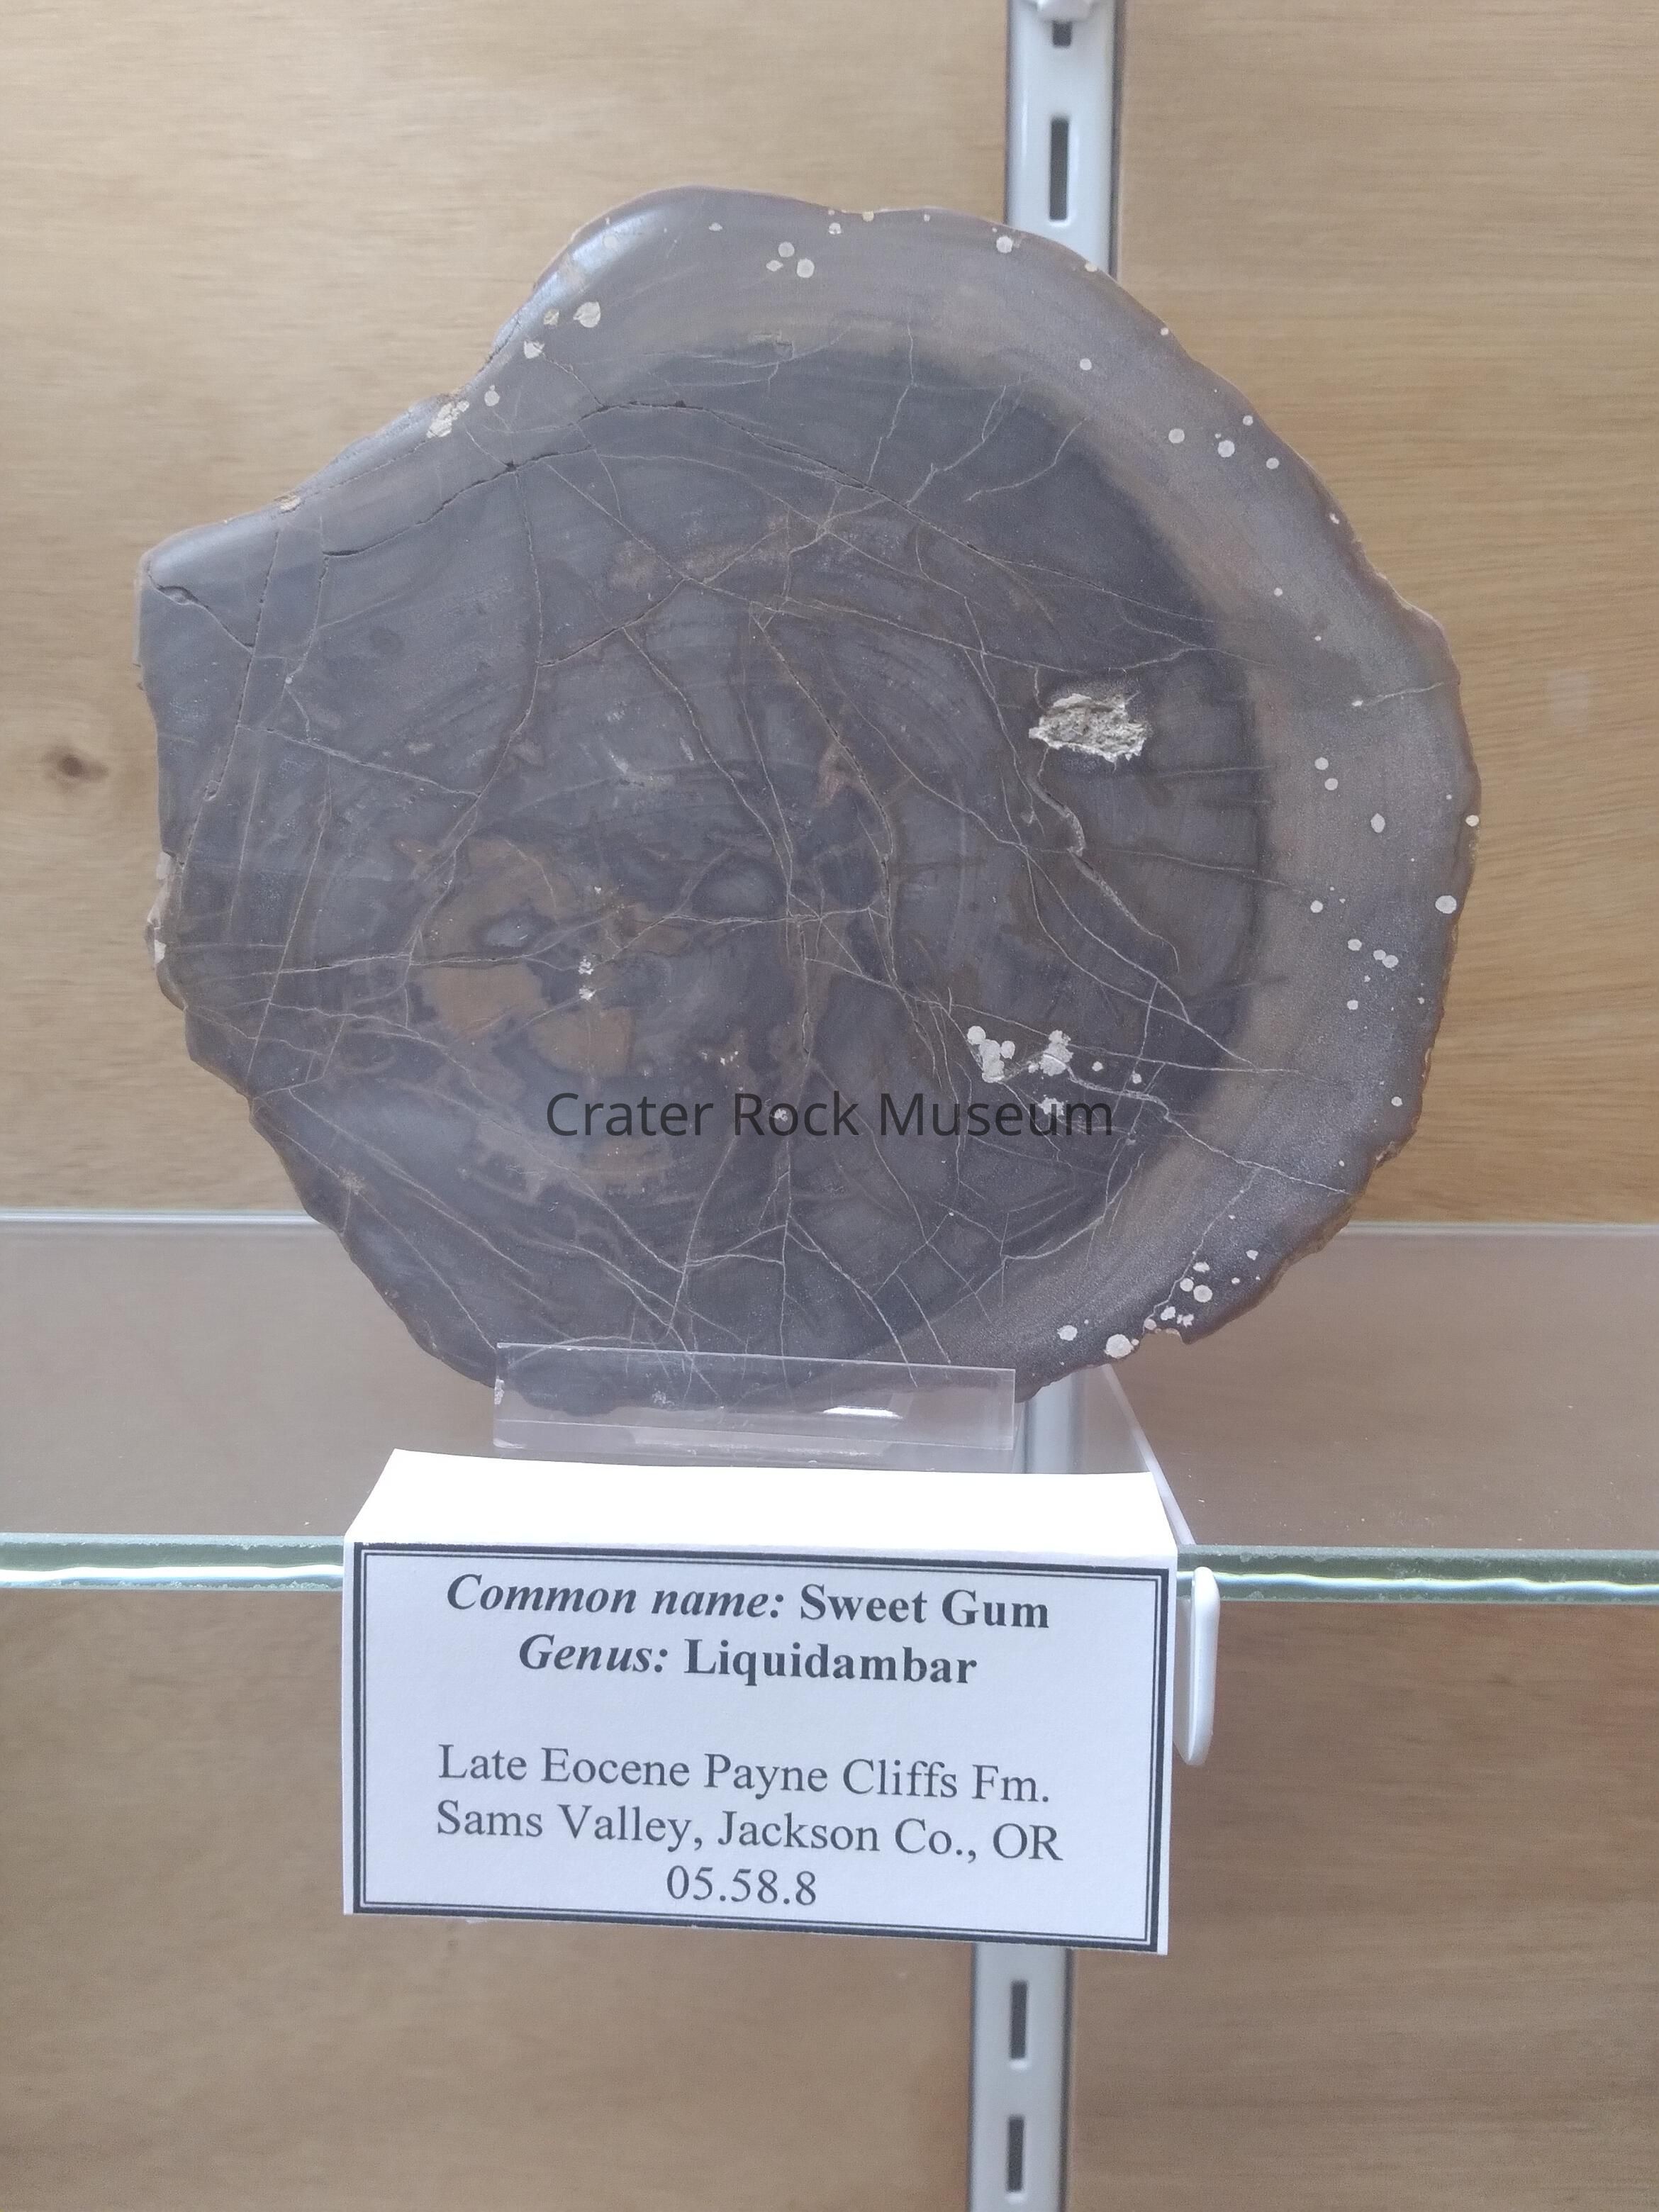 Crater Rock Museum
Common name: Sweet Gum
Genus: Liquidambar
Late Eocene Payne Cliffs Fm.
Sams Valley, Jackson Co., OR
05.58.8